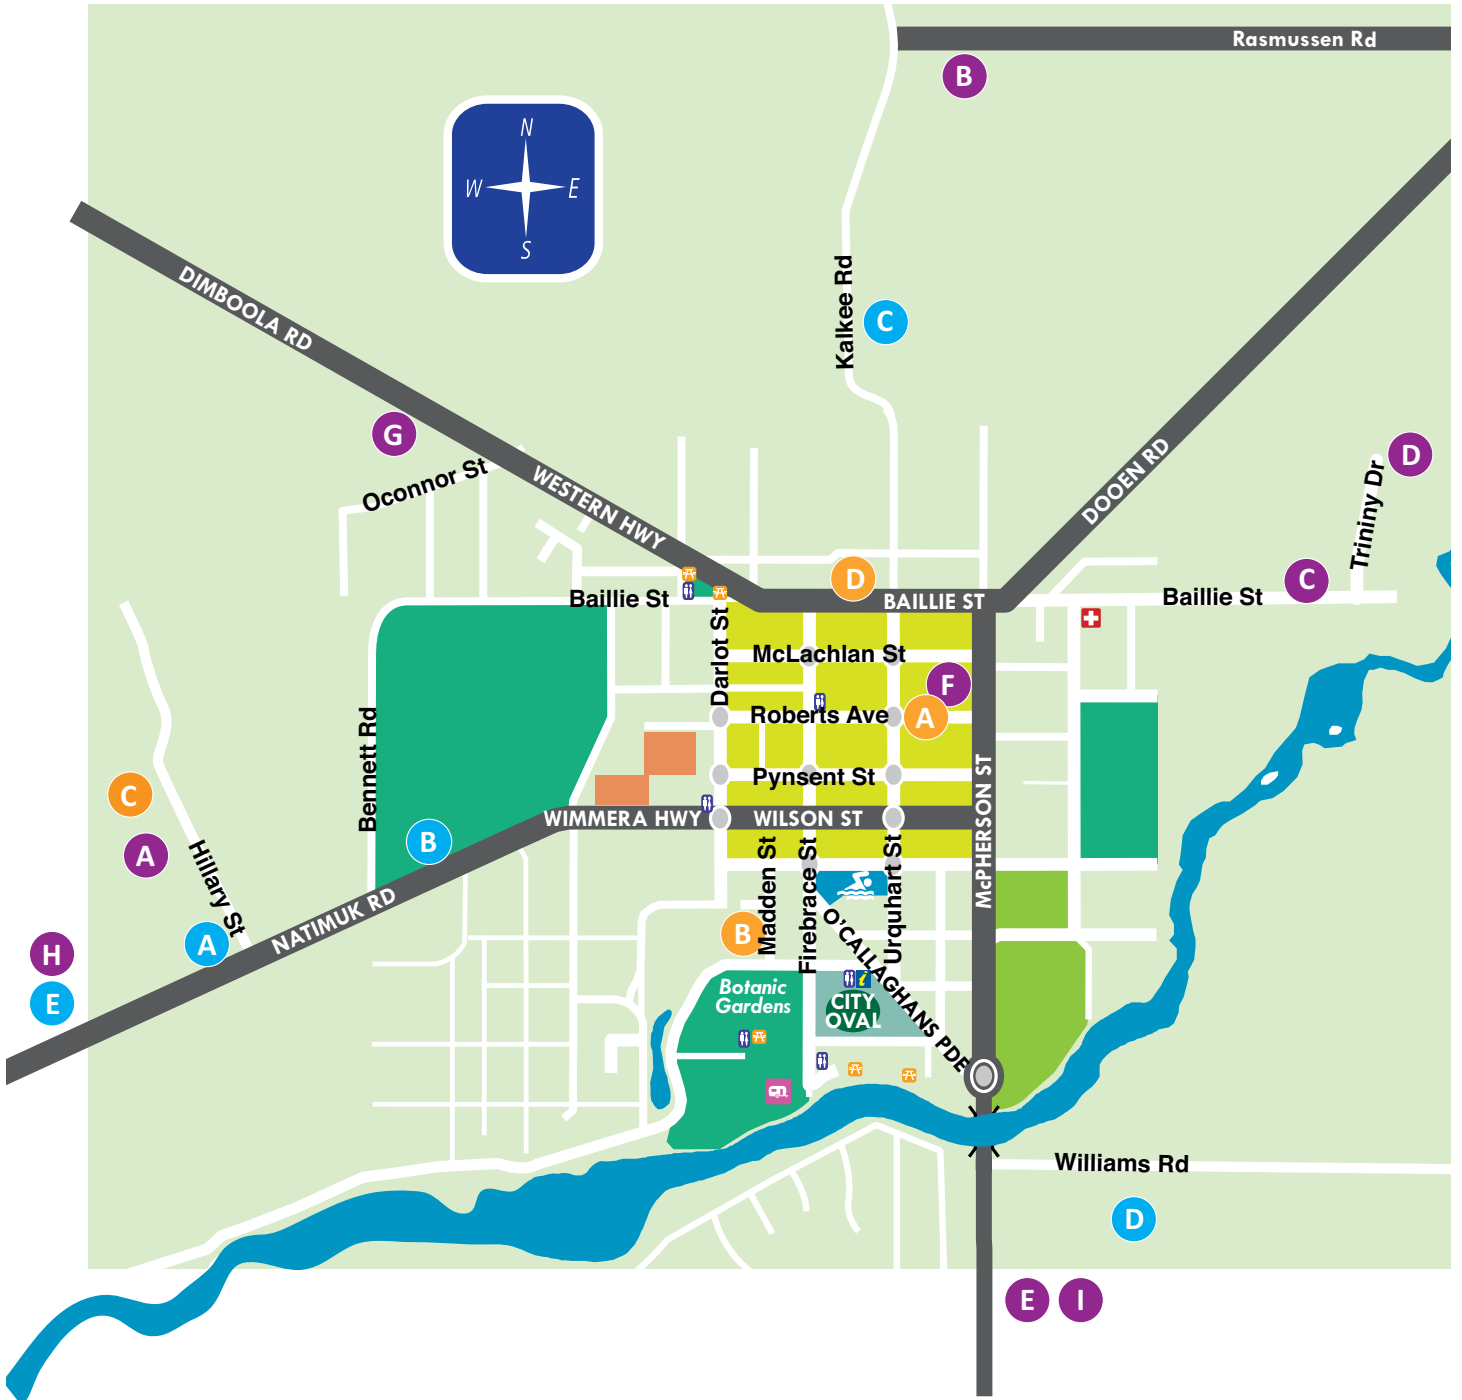 Rasmussen Rd
B
N
W E
S
DIMBOOLA RD
Kalkee Rd
C
G
Oconnor St
WESTERN HWY
DOOEN RD
D
Trininy Dr
D
C
Baillie St
BAILLIE ST
Baillie St
Darlot St
McLachlan St
F
Roberts Ave
A
Bennett Rd
Pynsent St
McPHERSON ST
C
WIMMERA HWY
WILSON ST
B
A
Hillary St
Madden St
Firebrace St
Urquhart St
NATIMUK RD
A
B
O'CALLAGHANS PDE
H
E
Botanic
Gardens
i
CITY
OVAL
Williams Rd
D
E I